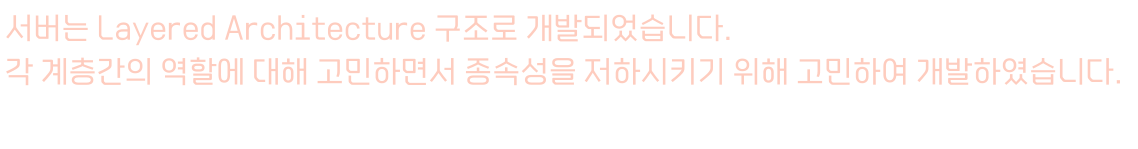 서버는 Layered Architecture 구조로 개발되었습니다.
각 계층간의 역할에 대해 고민하면서 종속성을 저하시키기 위해 고민하여 개발하였습니다.